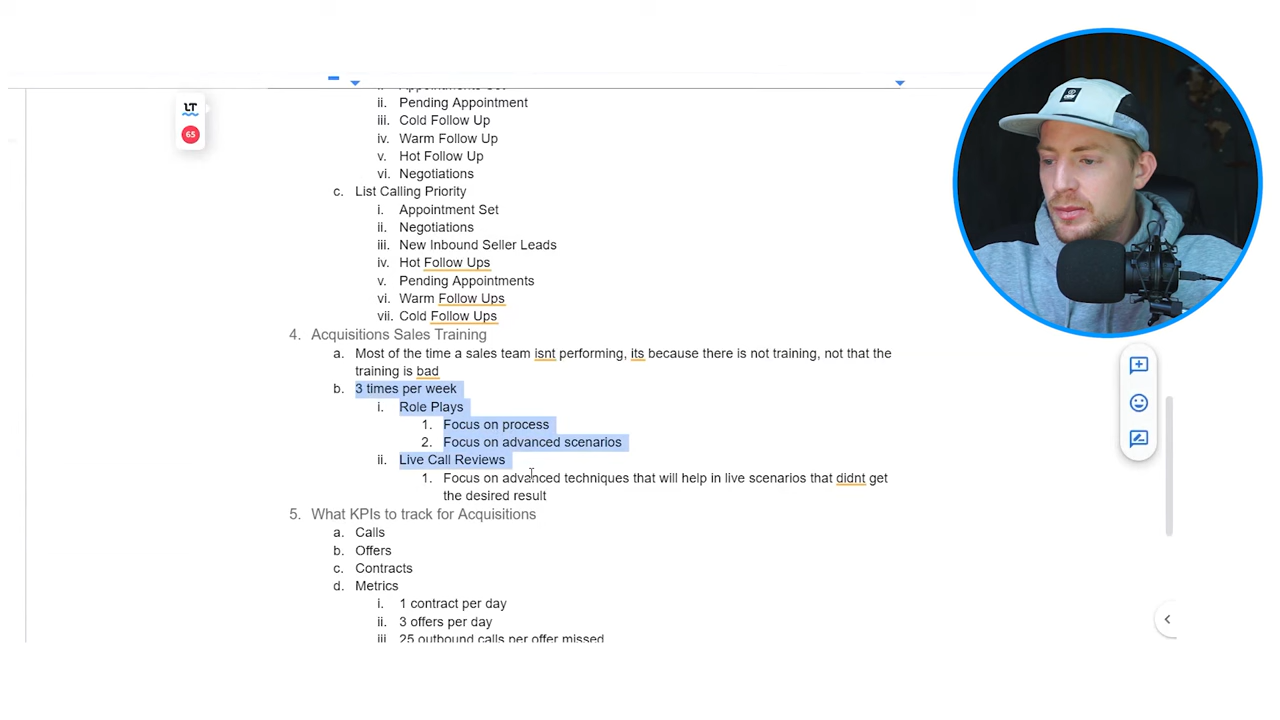 LT
65
ii. Pending Appointment
iii. Cold Follow Up
iv. Warm Follow Up
v. Hot Follow Up
vi. Negotiations
c. List Calling Priority
i. Appointment Set
ii. Negotiations
iii. New Inbound Seller Leads
iv. Hot Follow Ups
v. Pending Appointments
vi. Warm Follow Ups
vii. Cold Follow Ups
4. Acquisitions Sales Training
a. Most of the time a sales team isnt performing, its because there is not training, not that the
training is bad
b. 3 times per week
i. Role Plays
1. Focus on process
2. Focus on advanced scenarios
ii. Live Call Reviews
1. Focus on advanced techniques that will help in live scenarios that didnt get
the desired result
5. What KPIs to track for Acquisitions
a. Calls
b. Offers
c. Contracts
d. Metrics
i. 1 contract per day
ii. 3 offers per day
iii. 25 outbound calls per offer missed